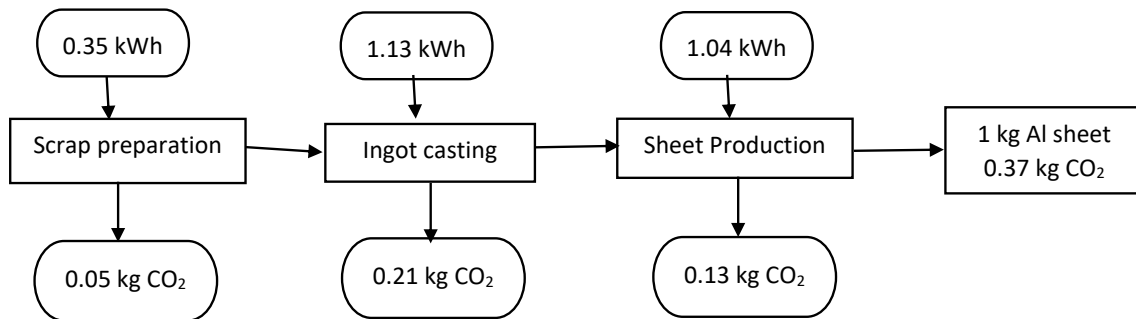 0.35 kWh
1.13 kWh
1.04 kWh
Scrap preparation
Ingot casting
Sheet Production
1 kg Al sheet
0.37 kg CO₂
0.05 kg CO₂
0.21 kg CO₂
0.13 kg CO₂